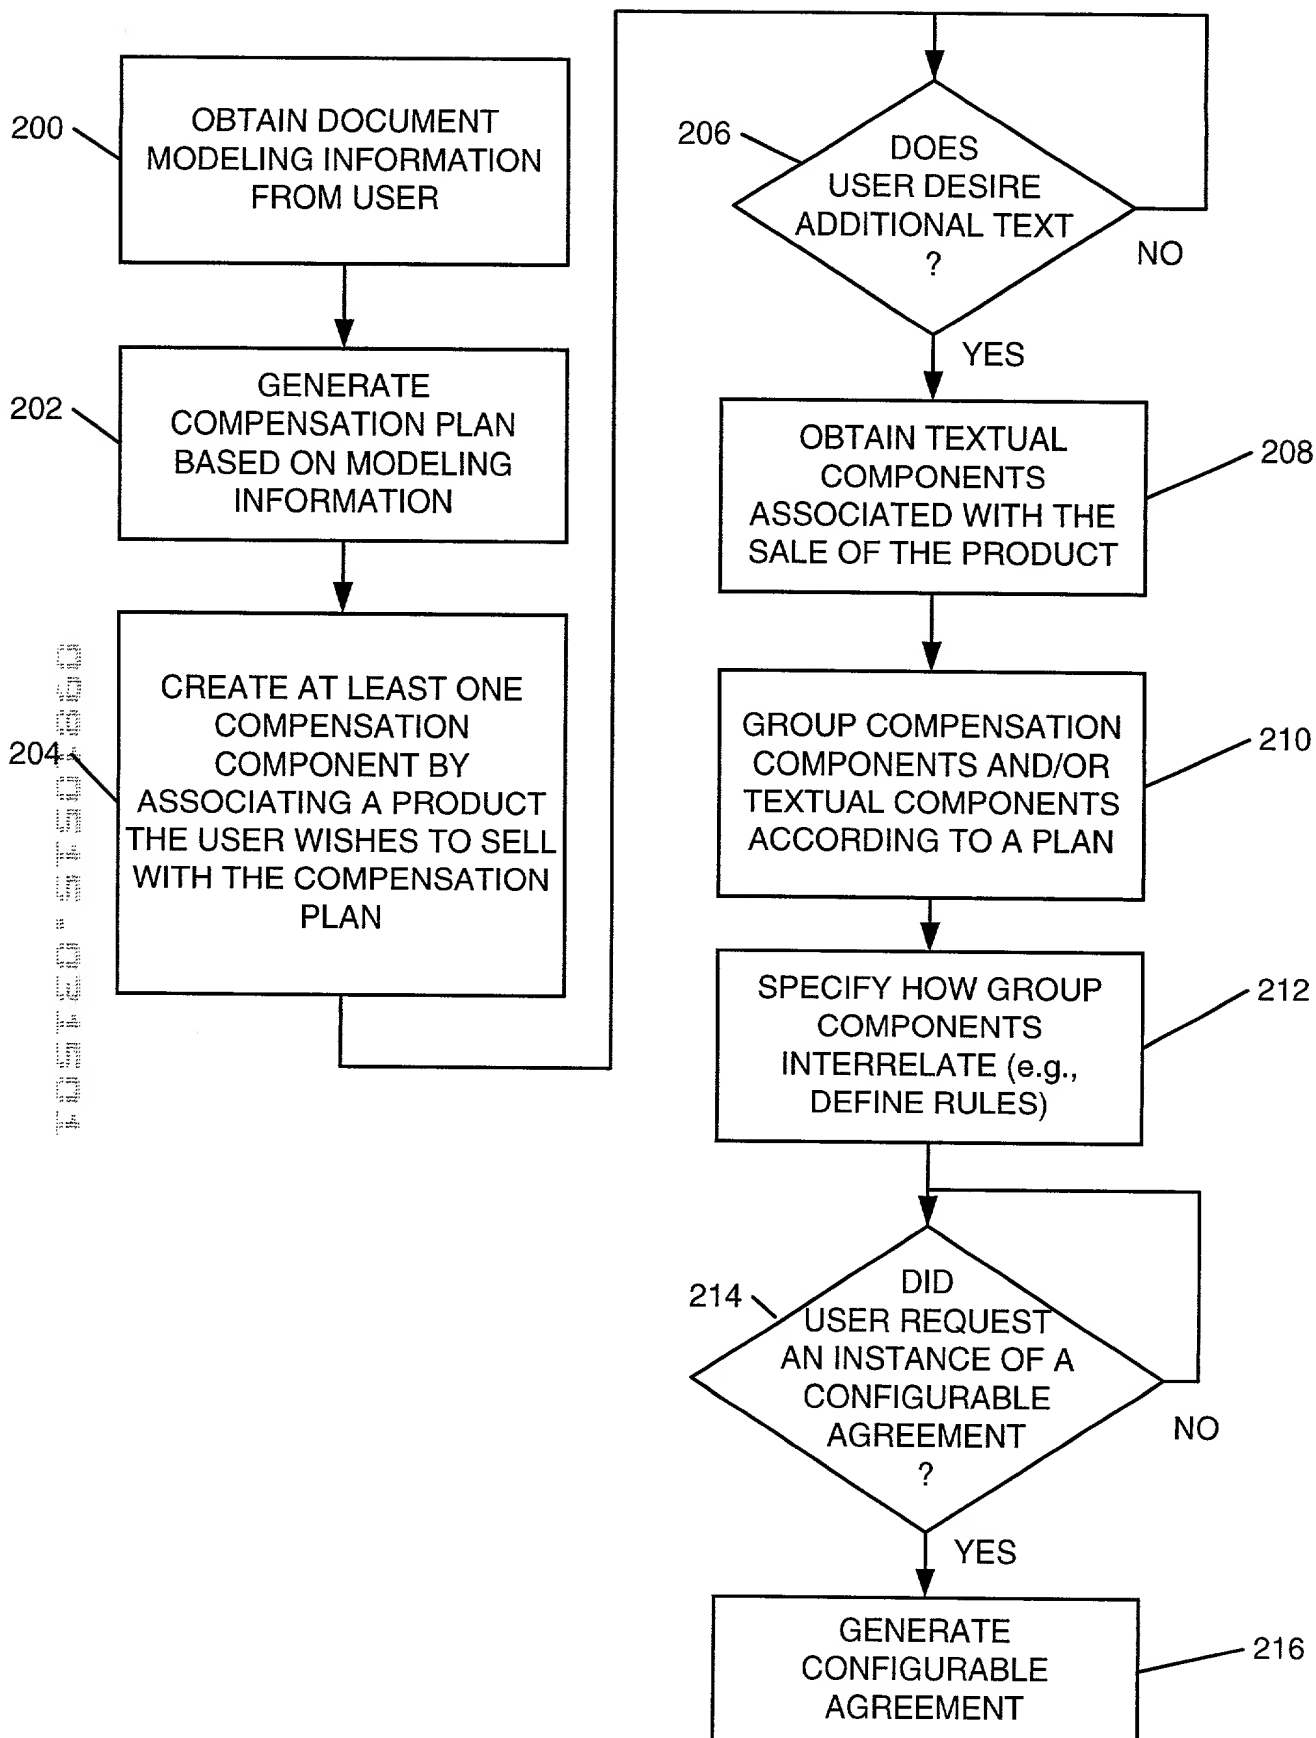 200
OBTAIN DOCUMENT
MODELING INFORMATION
FROM USER
202
GENERATE
COMPENSATION PLAN
BASED ON MODELING
INFORMATION
204
CREATE AT LEAST ONE
COMPENSATION
COMPONENT BY
ASSOCIATING A PRODUCT
THE USER WISHES TO SELL
WITH THE COMPENSATION
PLAN
206
DOES
USER DESIRE
ADDITIONAL TEXT
?
NO
YES
208
OBTAIN TEXTUAL
COMPONENTS
ASSOCIATED WITH THE
SALE OF THE PRODUCT
210
GROUP COMPENSATION
COMPONENTS AND/OR
TEXTUAL COMPONENTS
ACCORDING TO A PLAN
212
SPECIFY HOW GROUP
COMPONENTS
INTERRELATE (e.g.,
DEFINE RULES)
214
DID
USER REQUEST
AN INSTANCE OF A
CONFIGURABLE
AGREEMENT
?
NO
YES
216
GENERATE
CONFIGURABLE
AGREEMENT